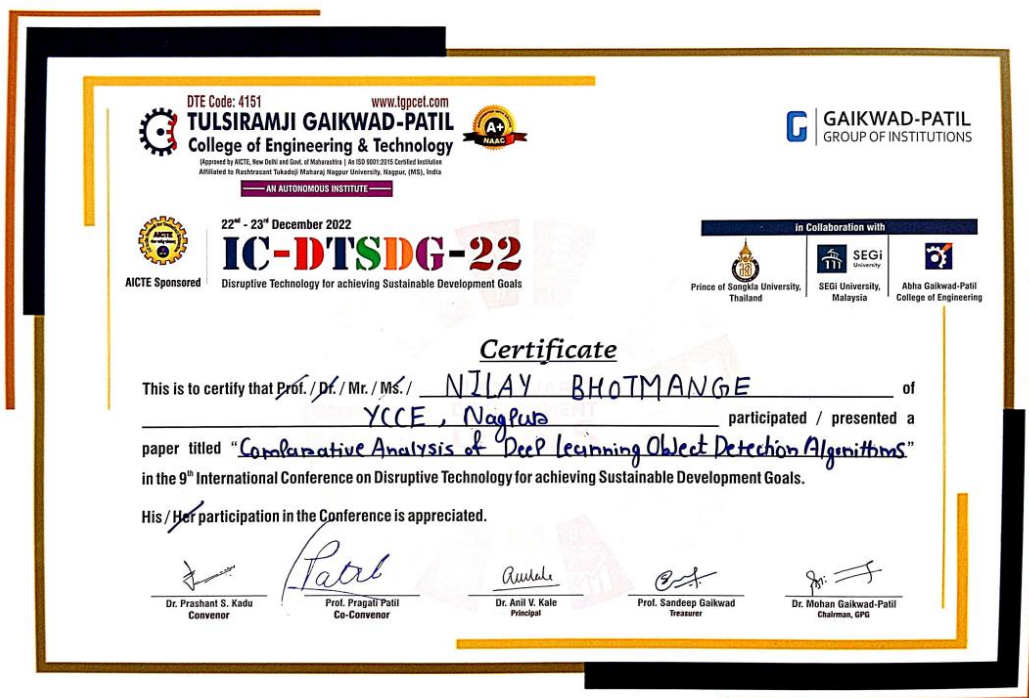 DTE Code: 4151 www.tgpcet.com
TULSIRAMJI GAIKWAD-PATIL
College of Engineering & Technology
(Approved by AICTE, New Delhi and Govt. of Maharashtra | An ISO 9001:2015 Certified Institution
Affiliated to Rashtrasant Tukadoji Maharaj Nagpur University, Nagpur, (MS), India
AN AUTONOMOUS INSTITUTE
A+
NAAC
G GAIKWAD-PATIL
GROUP OF INSTITUTIONS
AICTE
AICTE Sponsored
22nd - 23rd December 2022
IC-DTSDG-22
Disruptive Technology for achieving Sustainable Development Goals
in Collaboration with
Prince of Songkla University,
Thailand
SEGi
University
SEGi University,
Malaysia
Abha Gaikwad-Patil
College of Engineering
Certificate
This is to certify that Prof. / Dr. / Mr. / Ms. / NILAY BHOTMANGE of
YCCE, Nagpur participated / presented a
paper titled "Comparative Analysis of Deep Learning Object Detection Algorithms"
in the 9th International Conference on Disruptive Technology for achieving Sustainable Development Goals.
His / Her participation in the Conference is appreciated.
Patil
Dr. Prashant S. Kadu
Convenor
Prof. Pragati Patil
Co-Convenor
Dr. Anil V. Kale
Principal
Prof. Sandeep Gaikwad
Treasurer
Dr. Mohan Gaikwad-Patil
Chairman, GPG